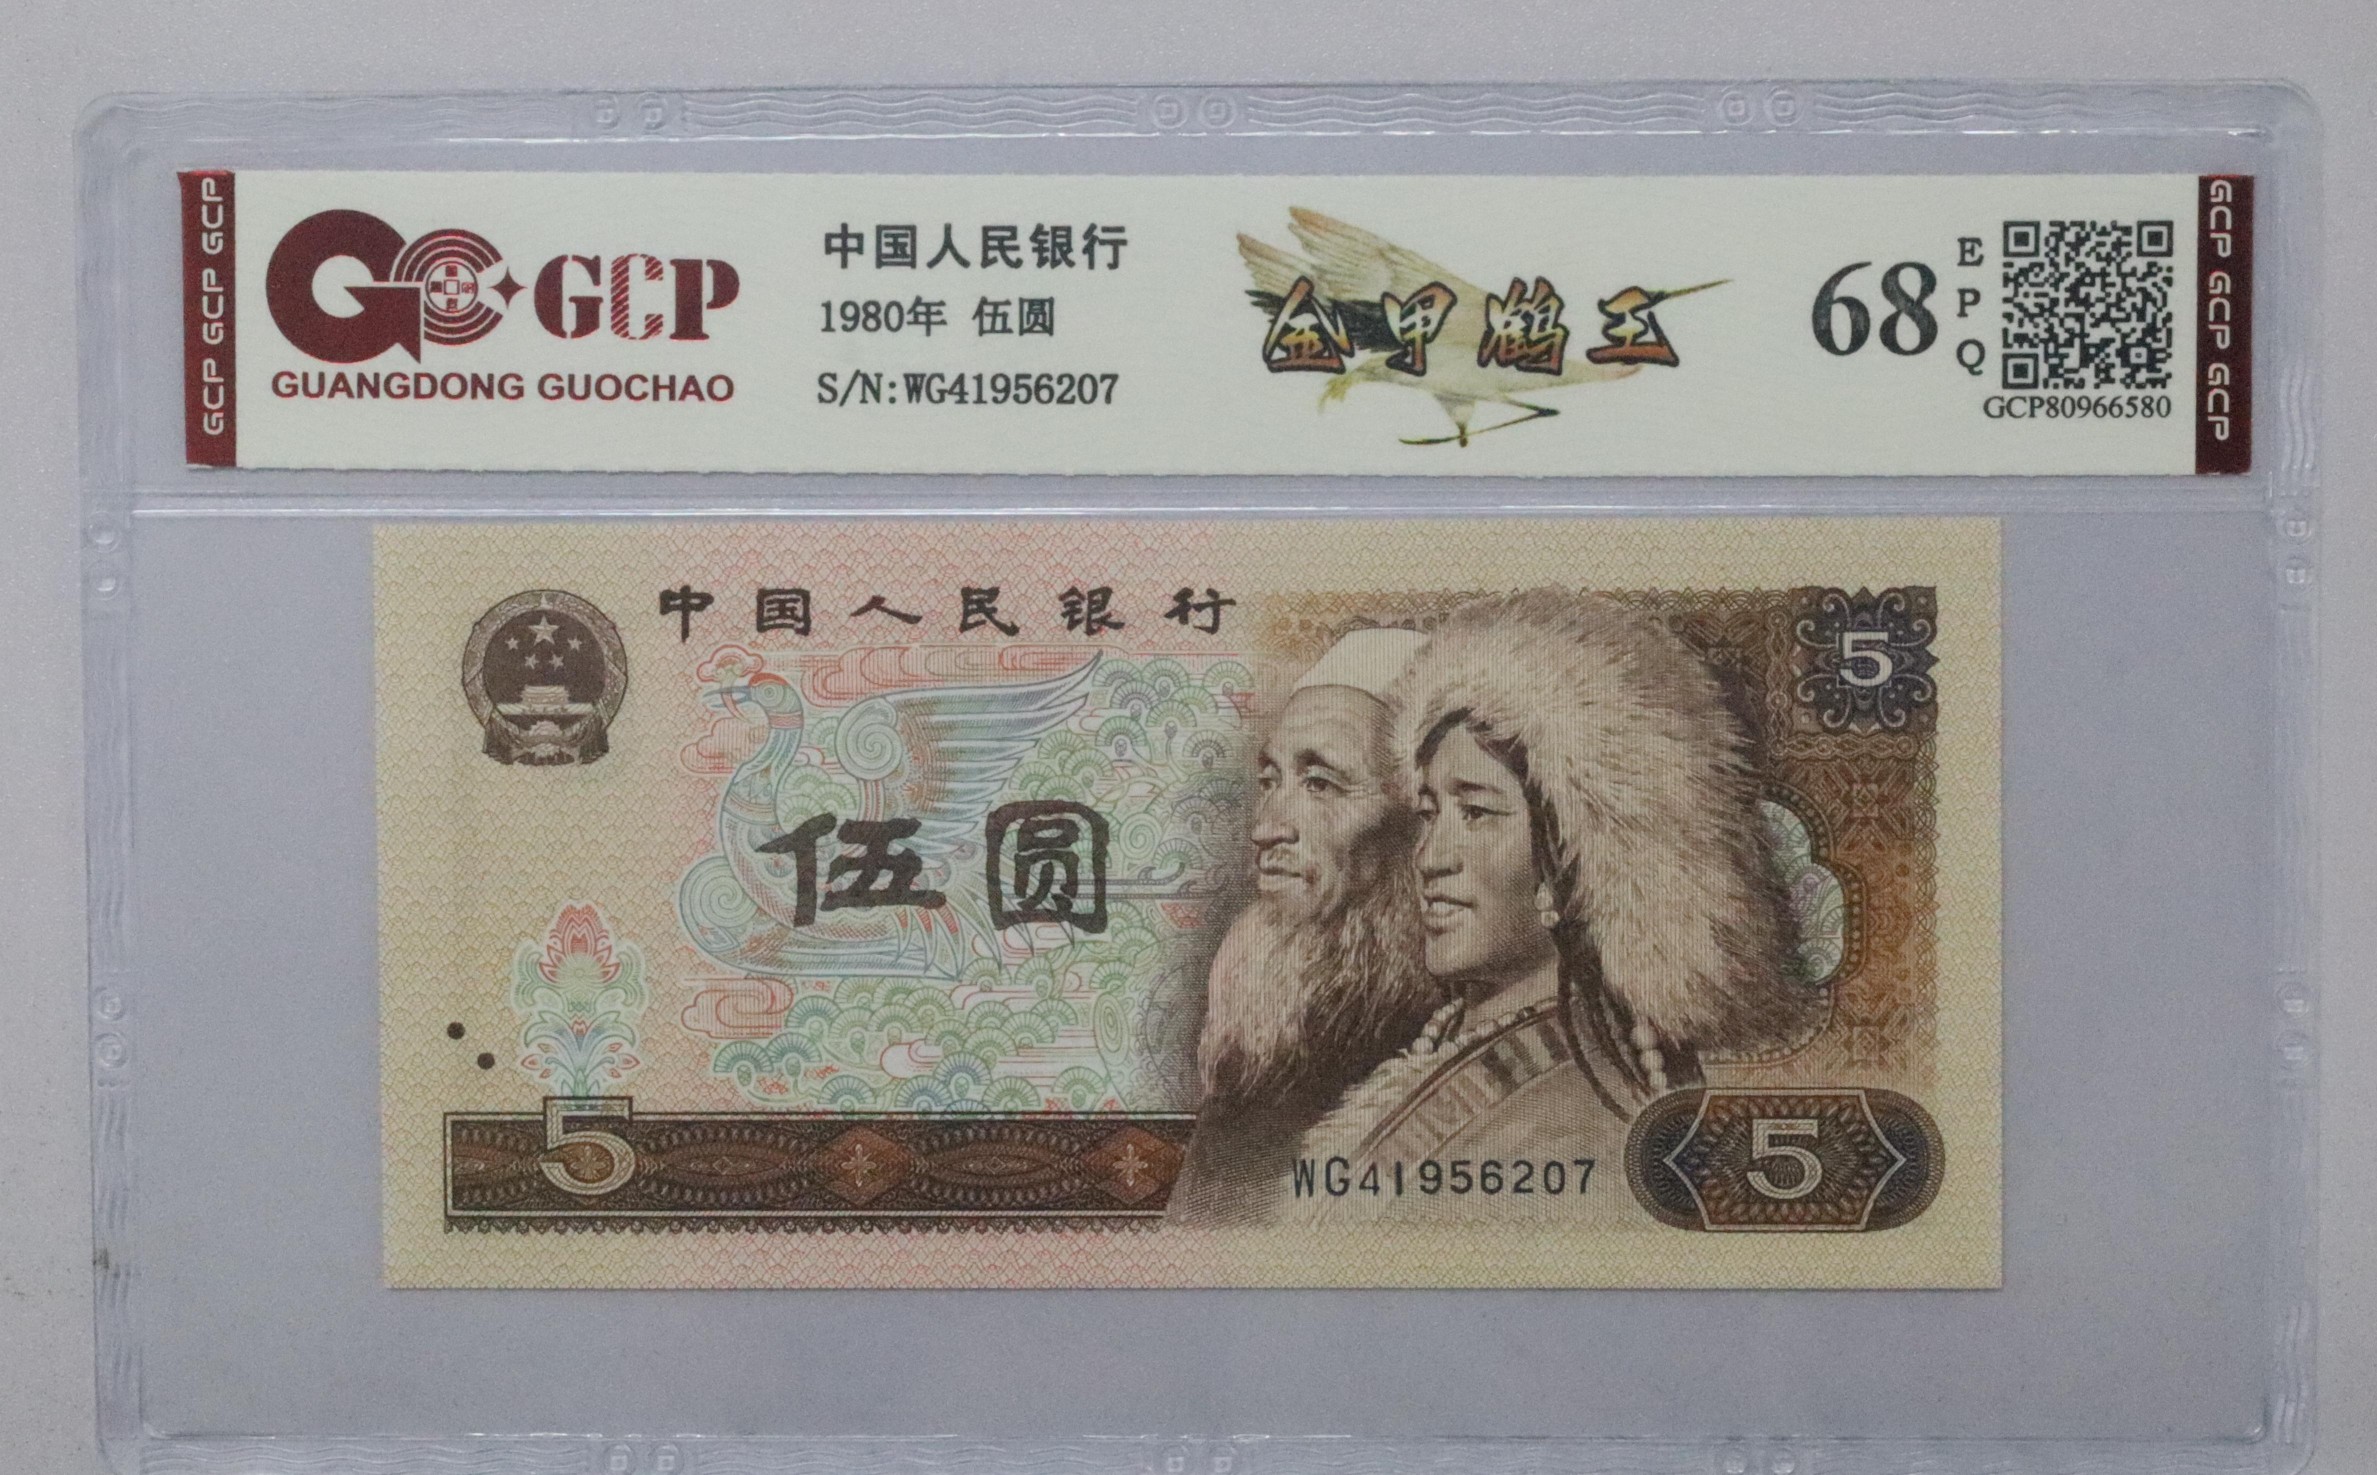 GCP GCP GCP
GCP
GUANGDONG GUOCHAO
中国人民银行
1980年 伍圆
S/N:WG41956207
金甲鹤王
68
E
P
Q
GCP80966580
GCP GCP GCP
中国人民银行
5
伍圆
5
WG41956207
5